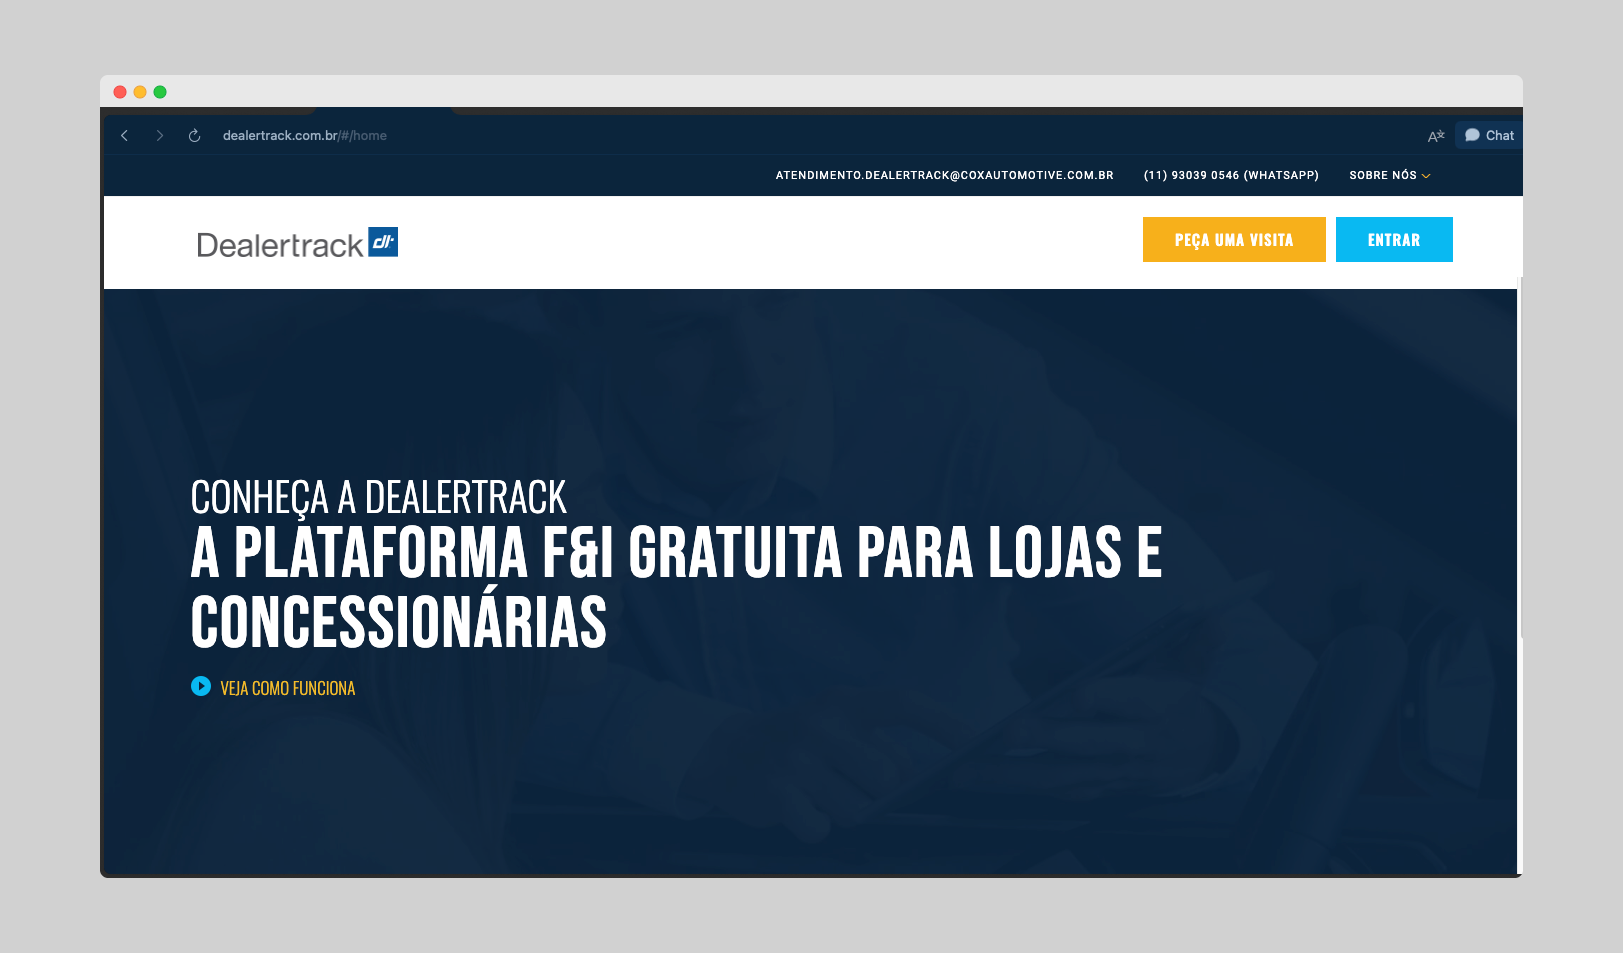 dealertrack.com.br/#/home
Chat
ATENDIMENTO.DEALERTRACK@COXAUTOMOTIVE.COM.BR (11) 93039 0546 (WHATSAPP) SOBRE NÓS
Dealertrack dt
PEÇA UMA VISITA ENTRAR
CONHEÇA A DEALERTRACK
A PLATAFORMA F&I GRATUITA PARA LOJAS E
CONCESSIONÁRIAS
VEJA COMO FUNCIONA